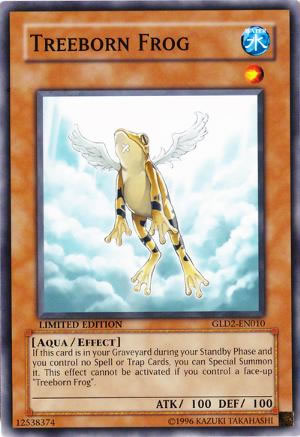 TREEBORN FROG
WATER
水
LIMITED EDITION
GLD2-EN010
[AQUA / EFFECT]
If this card is in your Graveyard during your Standby Phase and
you control no Spell or Trap Cards, you can Special Summon
it. This effect cannot be activated if you control a face-up
"Treeborn Frog".
ATK/ 100 DEF/ 100
12538374
©1996 KAZUKI TAKAHASHI